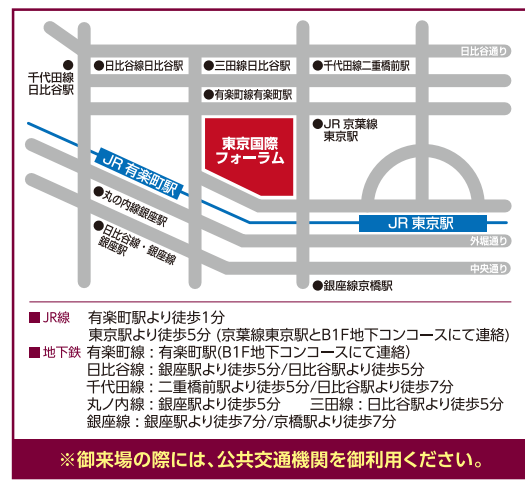 日比谷通り
千代田線
日比谷駅
●日比谷線日比谷駅
●三田線日比谷駅
●千代田線二重橋前駅
●有楽町線有楽町駅
●JR 京葉線
東京駅
東京国際
フォーラム
JR 有楽町駅
●丸の内線銀座駅
●日比谷線・銀座線
銀座駅
JR 東京駅
外堀通り
中央通り
●銀座線京橋駅
■JR線 有楽町駅より徒歩1分
東京駅より徒歩5分 (京葉線東京駅とB1F地下コンコースにて連絡)
■地下鉄 有楽町線：有楽町駅(B1F地下コンコースにて連絡)
日比谷線：銀座駅より徒歩5分/日比谷駅より徒歩5分
千代田線：二重橋前駅より徒歩5分/日比谷駅より徒歩7分
丸ノ内線：銀座駅より徒歩5分 三田線：日比谷駅より徒歩5分
銀座線：銀座駅より徒歩7分/京橋駅より徒歩7分
※御来場の際には、公共交通機関を御利用ください。